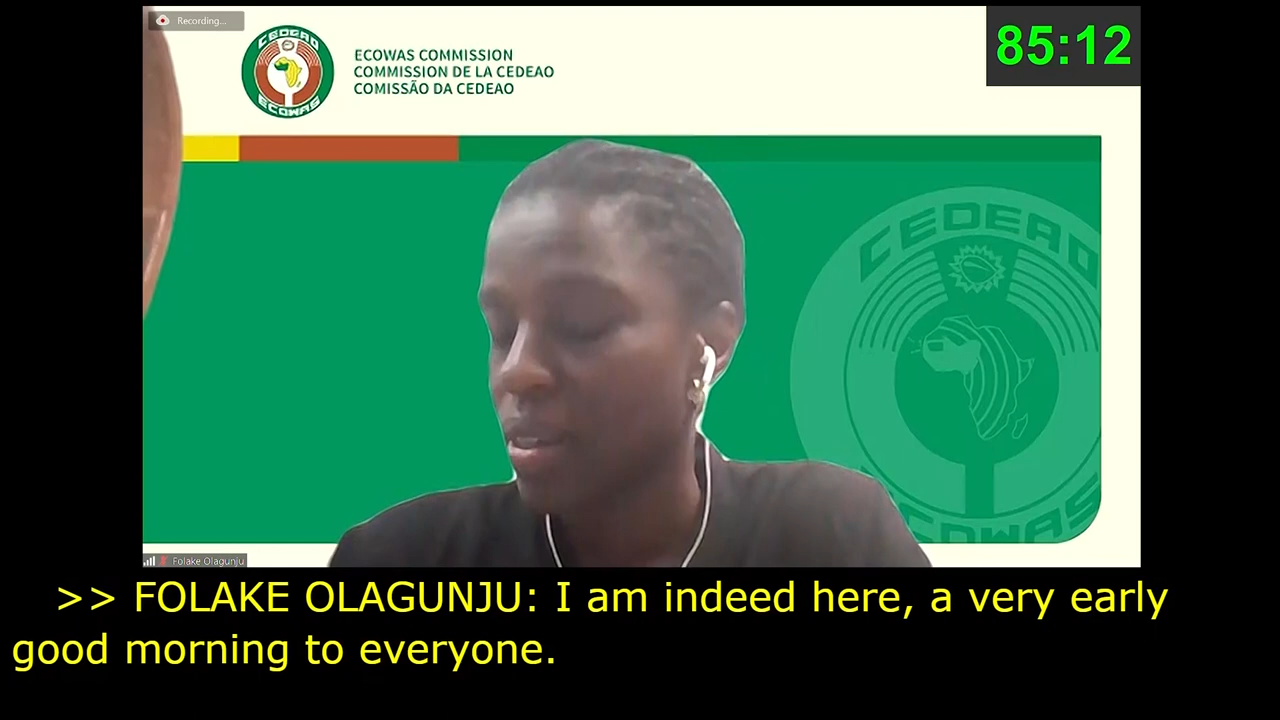 Recording...
CEDEAO
ECOWAS
ECOWAS COMMISSION
COMMISSION DE LA CEDEAO
COMISSÃO DA CEDEAO
85:12
CEDEAO
ECOWAS
Folake Olagunju
>> FOLAKE OLAGUNJU: I am indeed here, a very early
good morning to everyone.